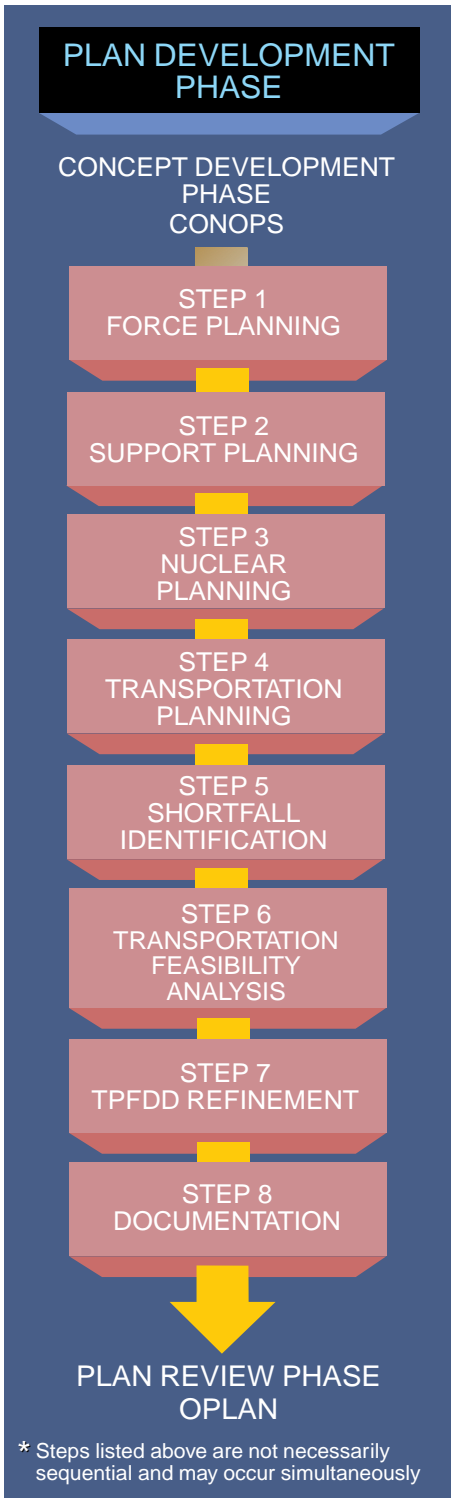 PLAN DEVELOPMENT
PHASE
CONCEPT DEVELOPMENT
PHASE
CONOPS
STEP 1
FORCE PLANNING
STEP 2
SUPPORT PLANNING
STEP 3
NUCLEAR
PLANNING
STEP 4
TRANSPORTATION
PLANNING
STEP 5
SHORTFALL
IDENTIFICATION
STEP 6
TRANSPORTATION
FEASIBILITY
ANALYSIS
STEP 7
TPFDD REFINEMENT
STEP 8
DOCUMENTATION
PLAN REVIEW PHASE
OPLAN
* Steps listed above are not necessarily
sequential and may occur simultaneously